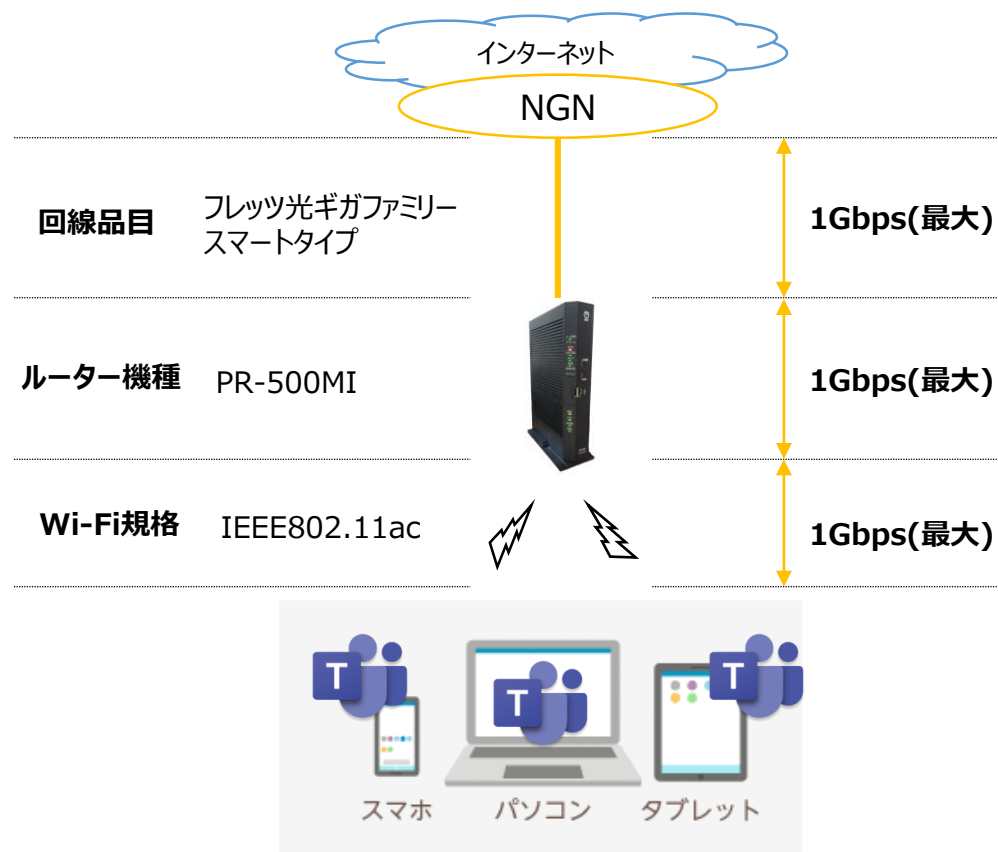 インターネット
NGN
回線品目
フレッツ光ギガファミリー
スマートタイプ
1Gbps(最大)
ルーター機種
PR-500MI
1Gbps(最大)
Wi-Fi規格
IEEE802.11ac
1Gbps(最大)
T
T
T
スマホ
パソコン
タブレット